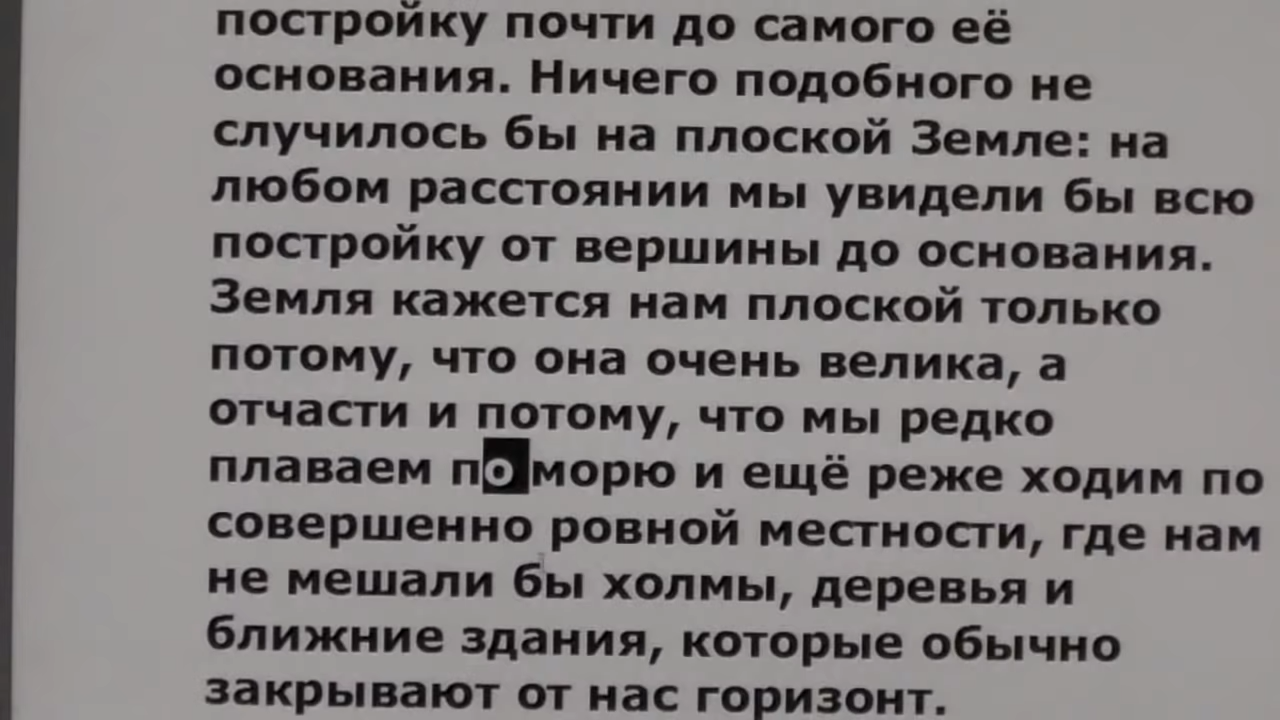 постройку почти до самого её
основания. Ничего подобного не
случилось бы на плоской Земле: на
любом расстоянии мы увидели бы всю
постройку от вершины до основания.
Земля кажется нам плоской только
потому, что она очень велика, а
отчасти и потому, что мы редко
плаваем по морю и ещё реже ходим по
совершенно ровной местности, где нам
не мешали бы холмы, деревья и
ближние здания, которые обычно
закрывают от нас горизонт.